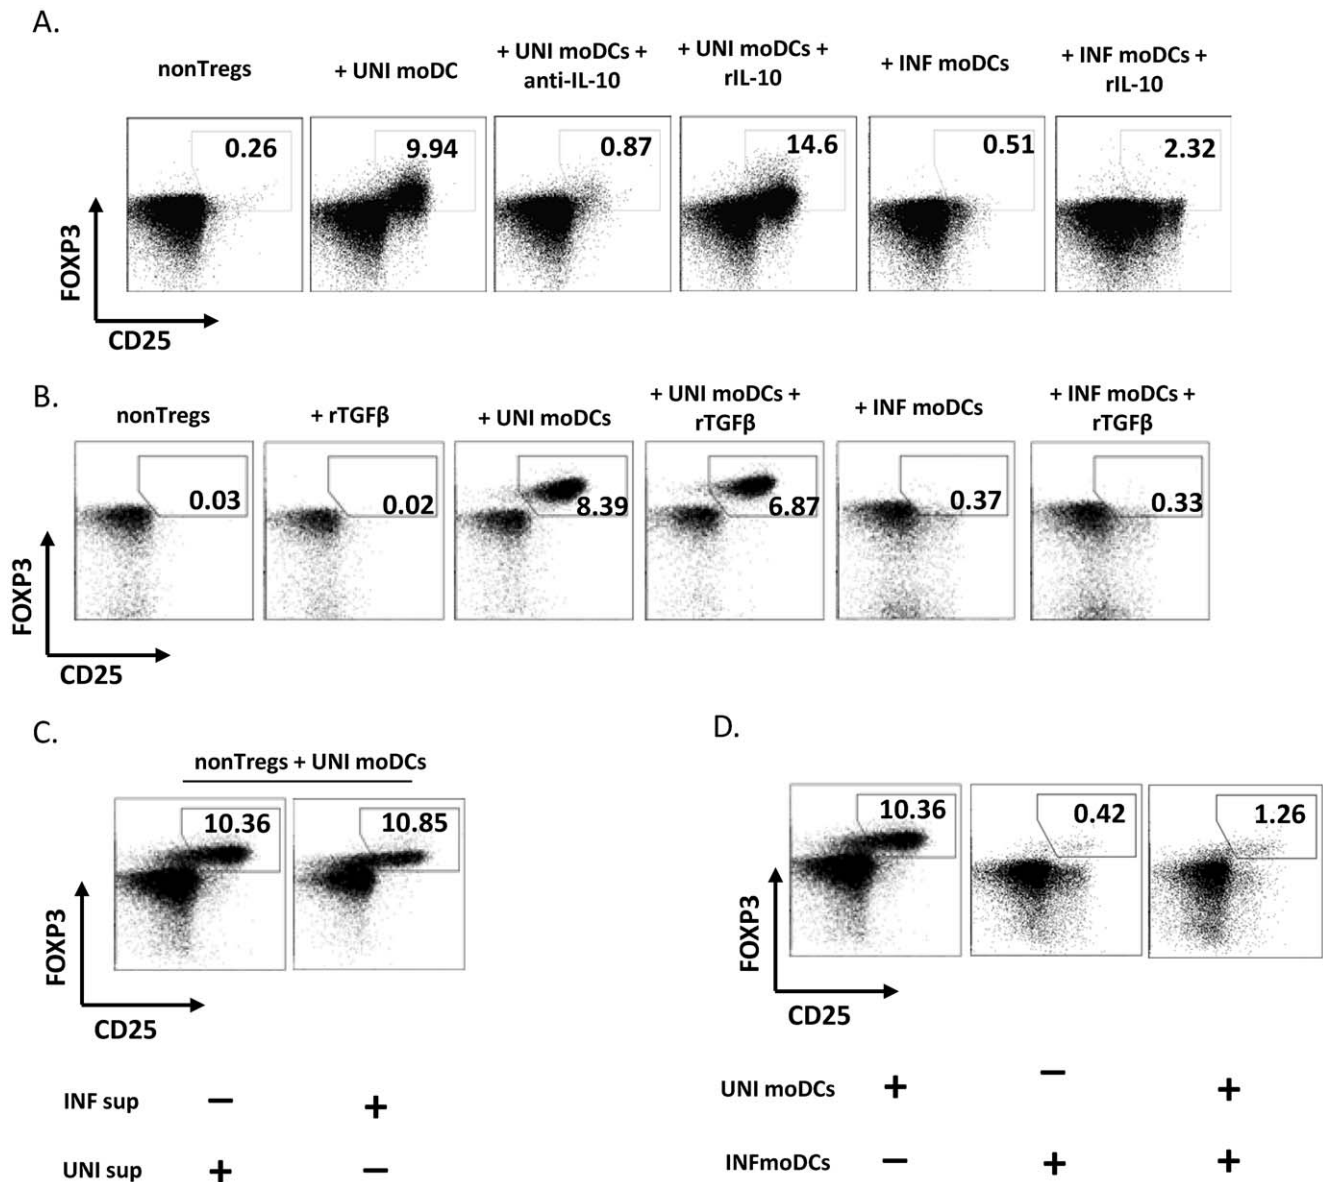 A.
nonTregs
+ UNI moDC
+ UNI moDCs +
anti-IL-10
+ UNI moDCs +
rIL-10
+ INF moDCs
+ INF moDCs +
rIL-10
0.26
9.94
0.87
14.6
0.51
2.32
FOXP3
CD25
B.
nonTregs
+ rTGFβ
+ UNI moDCs
+ UNI moDCs +
rTGFβ
+ INF moDCs
+ INF moDCs +
rTGFβ
0.03
0.02
8.39
6.87
0.37
0.33
FOXP3
CD25
C.
nonTregs + UNI moDCs
10.36
10.85
FOXP3
CD25
INF sup − +
UNI sup + −
D.
10.36
0.42
1.26
FOXP3
CD25
UNI moDCs + − +
INFmoDCs − + +